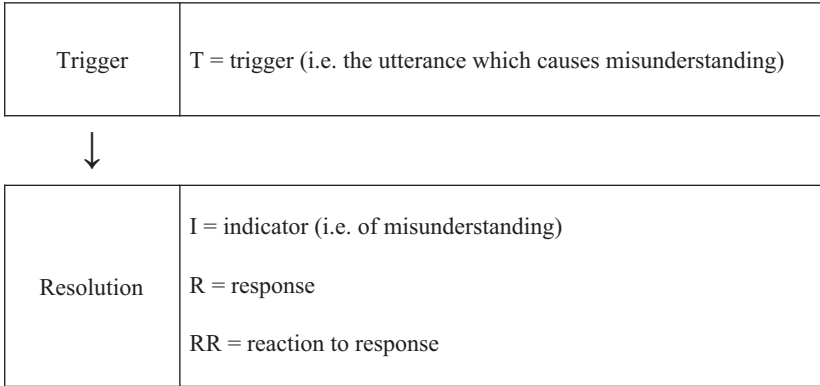 Trigger
T = trigger (i.e. the utterance which causes misunderstanding)
↓
I = indicator (i.e. of misunderstanding)
Resolution
R = response
RR = reaction to response